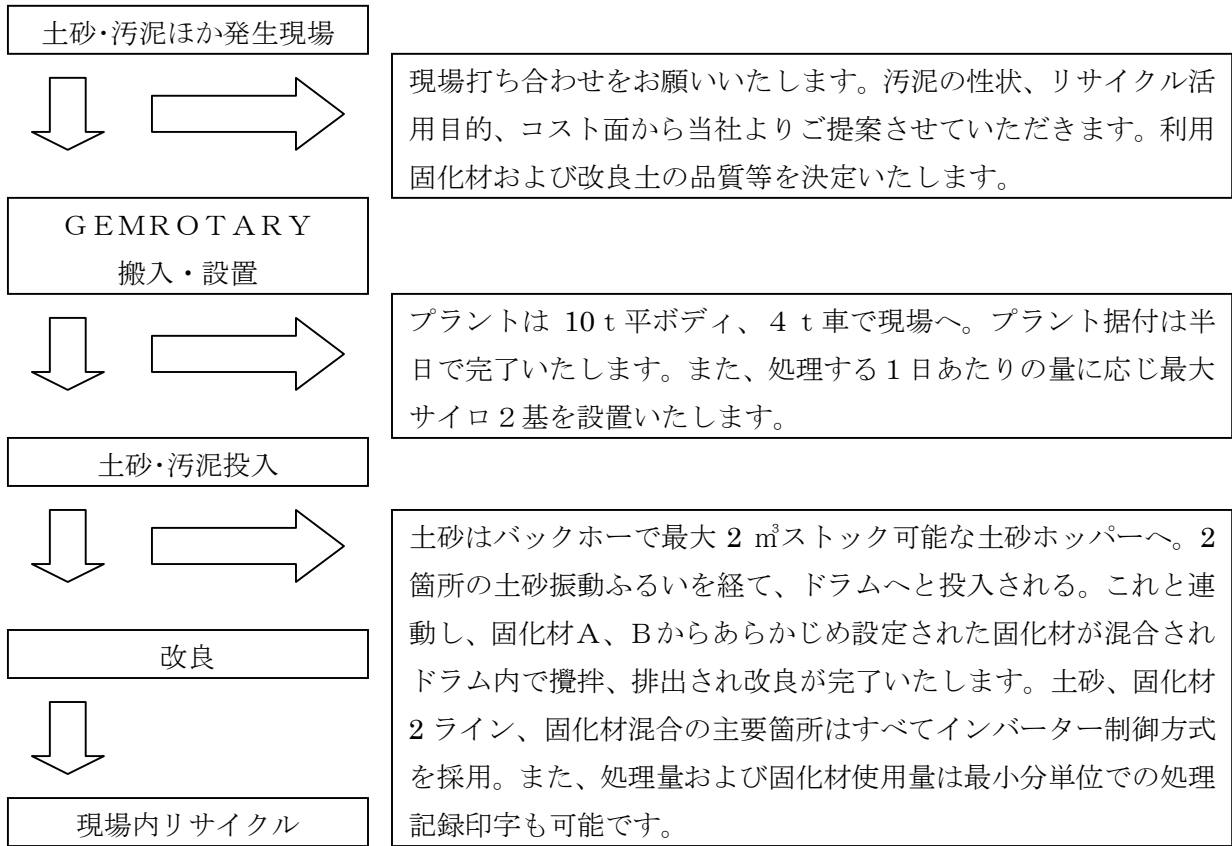 土砂･汚泥ほか発生現場
現場打ち合わせをお願いいたします。汚泥の性状、リサイクル活
用目的、コスト面から当社よりご提案させていただきます。利用
固化材および改良土の品質等を決定いたします。
ＧＥＭＲＯＴＡＲＹ
搬入・設置
プラントは 10ｔ平ボディ、４ｔ車で現場へ。プラント据付は半
日で完了いたします。また、処理する１日あたりの量に応じ最大
サイロ２基を設置いたします。
土砂･汚泥投入
土砂はバックホーで最大 2 ㎥ストック可能な土砂ホッパーへ。2
箇所の土砂振動ふるいを経て、ドラムへと投入される。これと連
動し、固化材Ａ、Ｂからあらかじめ設定された固化材が混合され
ドラム内で攪拌、排出され改良が完了いたします。土砂、固化材
2 ライン、固化材混合の主要箇所はすべてインバーター制御方式
を採用。また、処理量および固化材使用量は最小分単位での処理
記録印字も可能です。
改良
現場内リサイクル